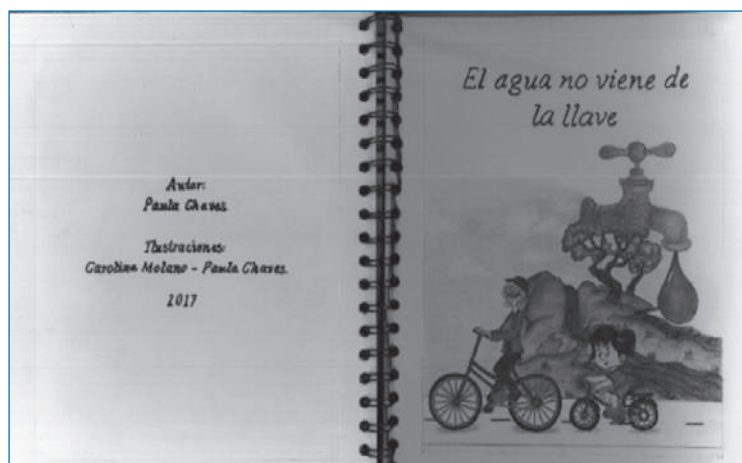 Autor:
Paula Chaves
Ilustraciones:
Carolina Molano - Paula Chaves.
2017
El agua no viene de
la llave